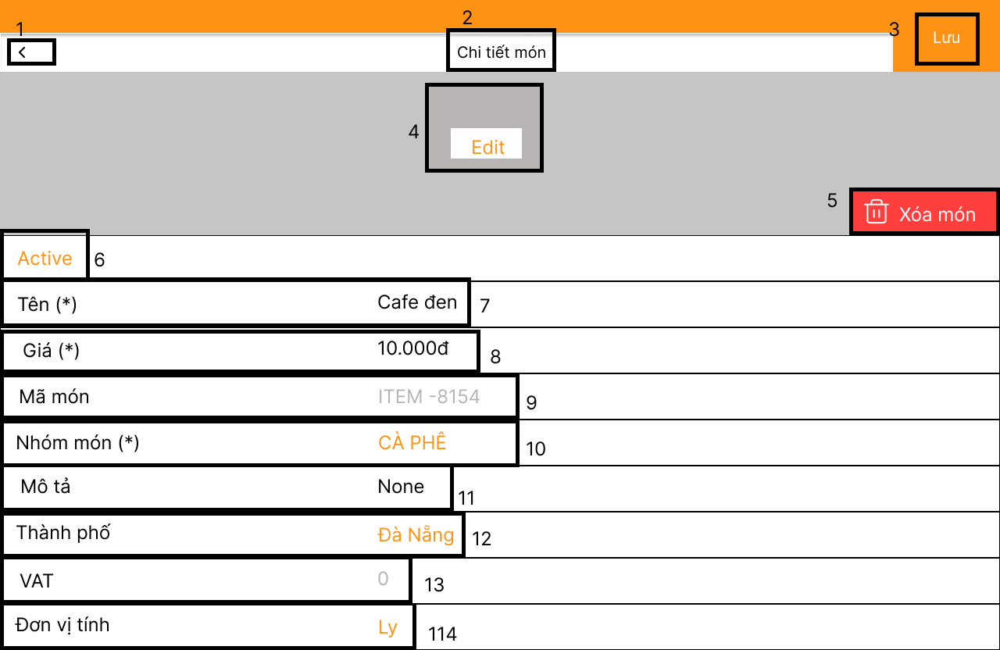 1
2
3
Lưu
<
Chi tiết món
4
Edit
5
Xóa món
Active
6
Tên (*) Cafe đen 7
Giá (*) 10.000đ 8
Mã món ITEM -8154 9
Nhóm món (*) CÀ PHÊ 10
Mô tả None 11
Thành phố Đà Nẵng 12
VAT 0 13
Đơn vị tính Ly 114